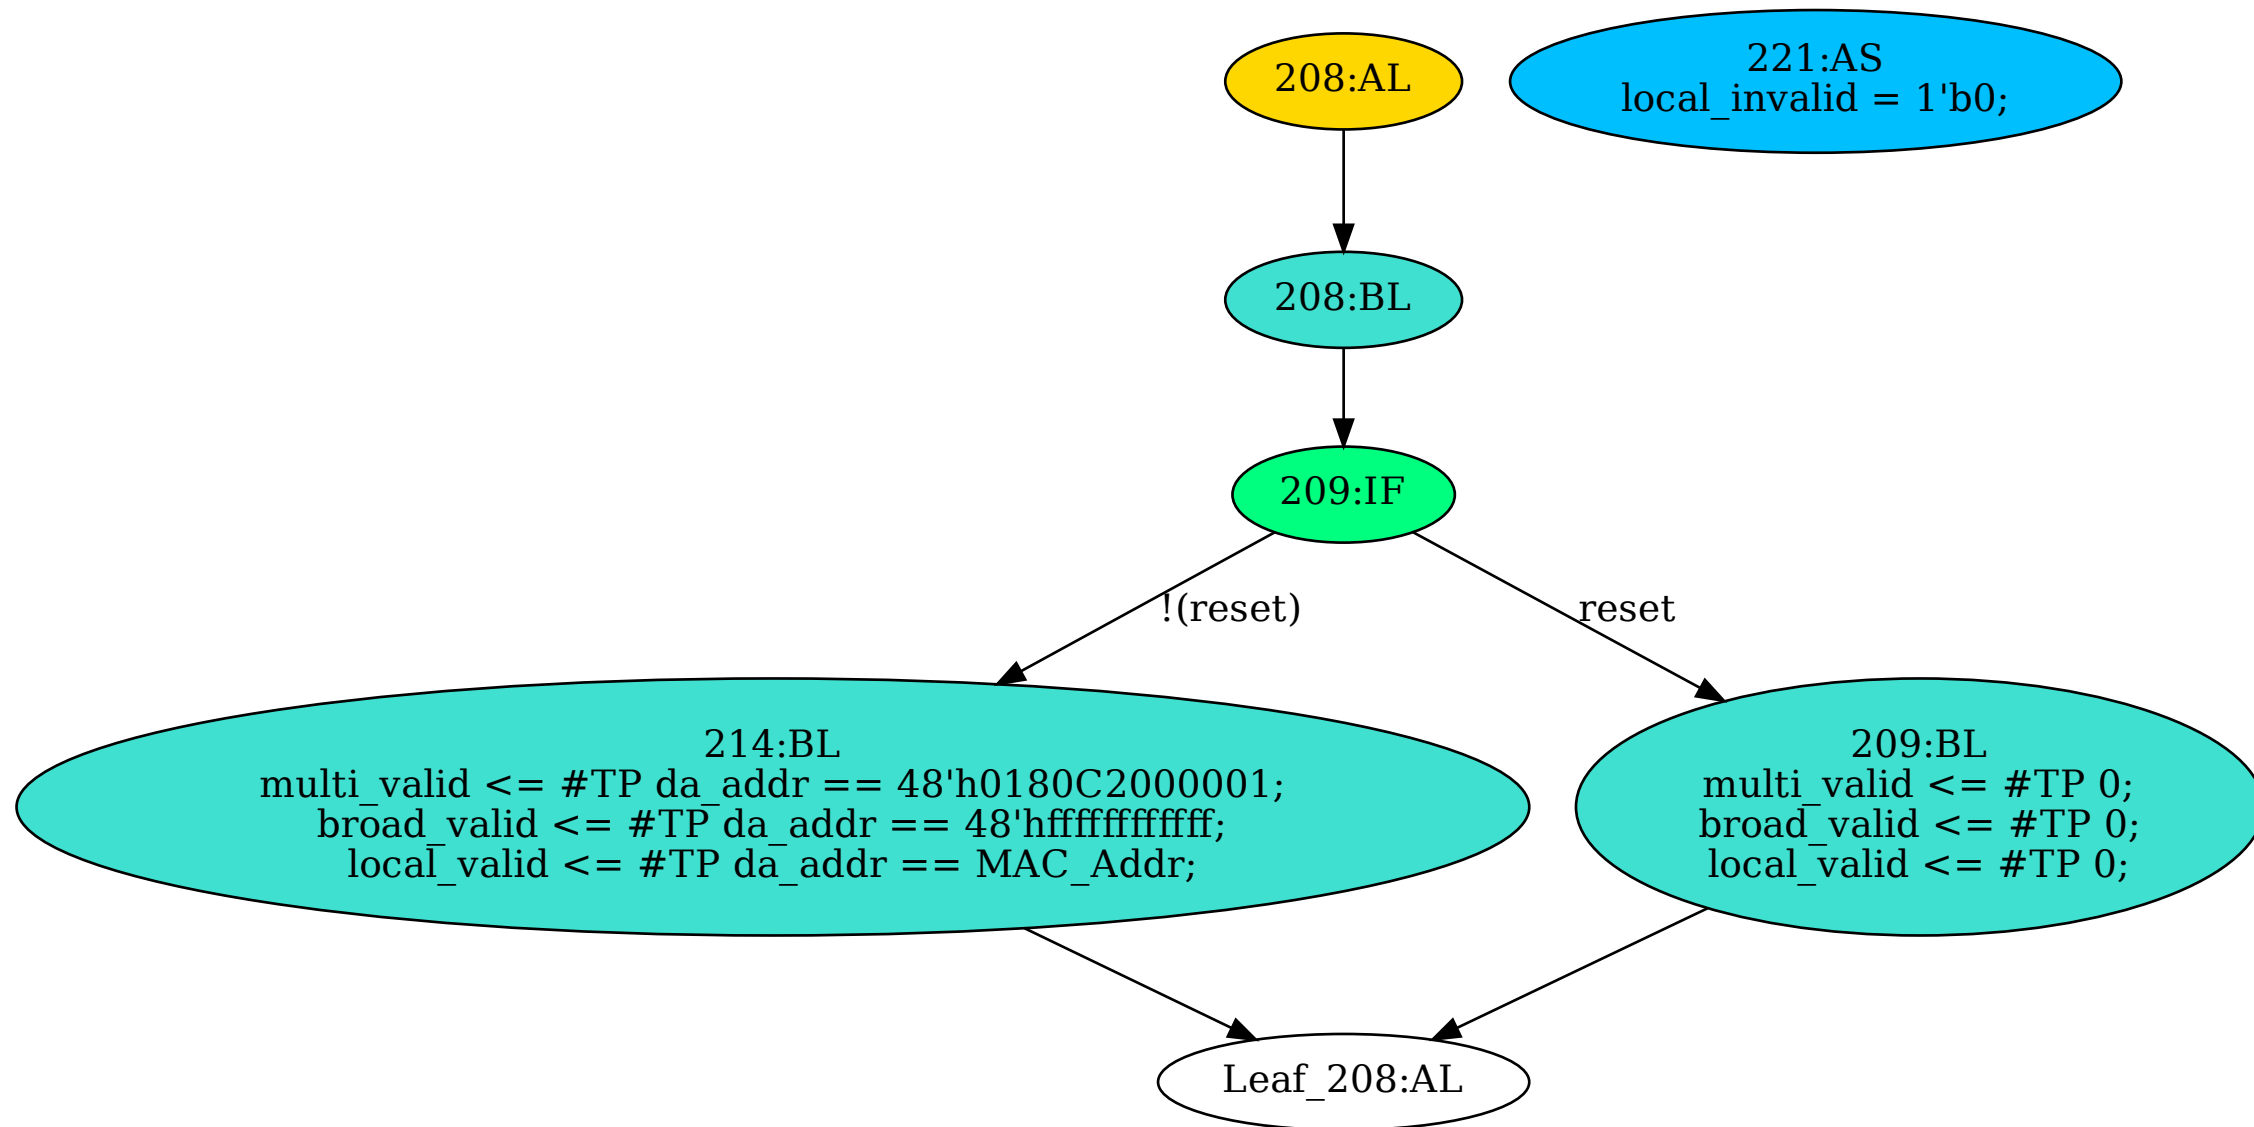 208:AL
221:AS
local_invalid = 1'b0;
208:BL
209:IF
!(reset)
reset
214:BL
multi_valid <= #TP da_addr == 48'h0180C2000001;
broad_valid <= #TP da_addr == 48'hffffffffffff;
local_valid <= #TP da_addr == MAC_Addr;
209:BL
multi_valid <= #TP 0;
broad_valid <= #TP 0;
local_valid <= #TP 0;
Leaf_208:AL